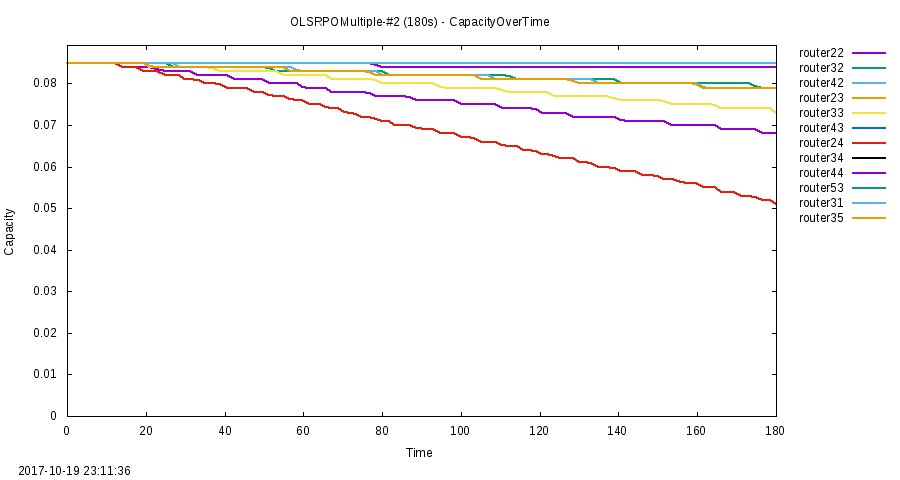 OLSRPOMultiple-#2 (180s) - CapacityOverTime
router22
router32
router42
router23
router33
router43
router24
router34
router44
router53
router31
router35
0.08
0.07
0.06
0.05
0.04
0.03
0.02
0.01
0
Capacity
0 20 40 60 80 100 120 140 160 180
Time
2017-10-19 23:11:36